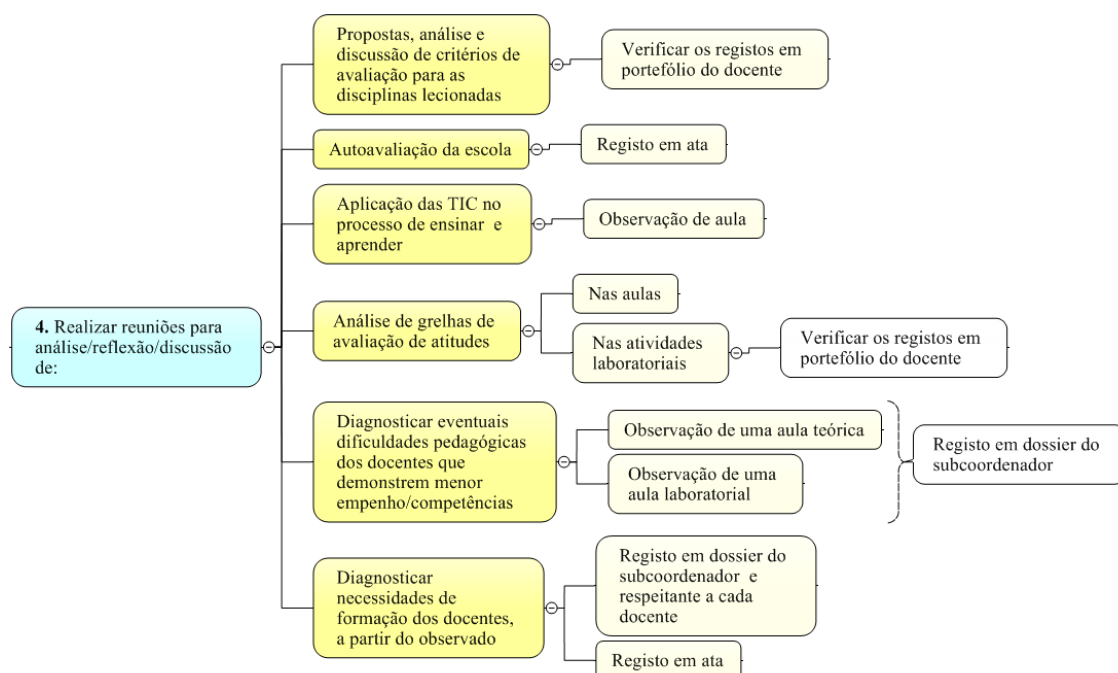 4. Realizar reuniões para
análise/reflexão/discussão
de:
Propostas, análise e
discussão de critérios de
avaliação para as
disciplinas lecionadas
Verificar os registos em
portefólio do docente
Autoavaliação da escola
Registo em ata
Aplicação das TIC no
processo de ensinar e
aprender
Observação de aula
Análise de grelhas de
avaliação de atitudes
Nas aulas
Nas atividades
laboratoriais
Verificar os registos em
portefólio do docente
Diagnosticar eventuais
dificuldades pedagógicas
dos docentes que
demonstrem menor
empenho/competências
Observação de uma aula teórica
Observação de uma
aula laboratorial
Registo em dossier do
subcoordenador
Diagnosticar
necessidades de
formação dos docentes,
a partir do observado
Registo em dossier do
subcoordenador e
respeitante a cada
docente
Registo em ata